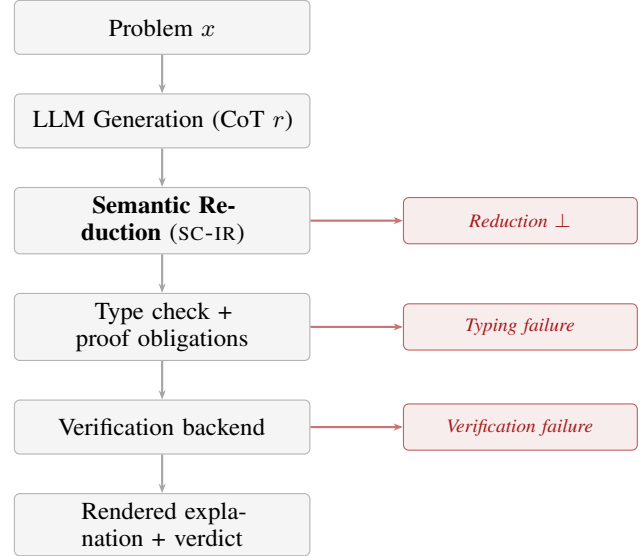 Problem x
LLM Generation (CoT r)
Semantic Re-
duction (SC-IR)
Reduction ⊥
Type check +
proof obligations
Typing failure
Verification backend
Verification failure
Rendered expla-
nation + verdict